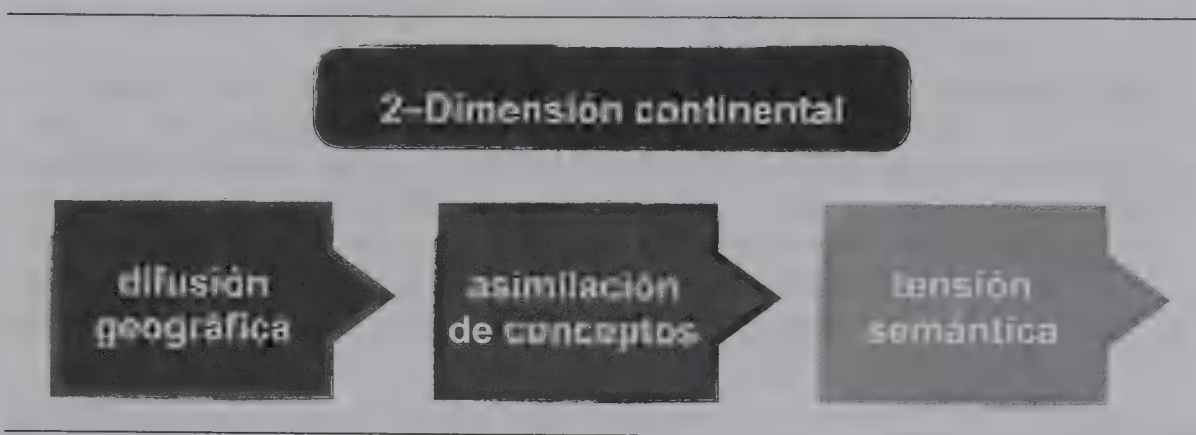 2–Dimensión continental
difusión
geográfica
asimilación
de conceptos
tensión
semántica